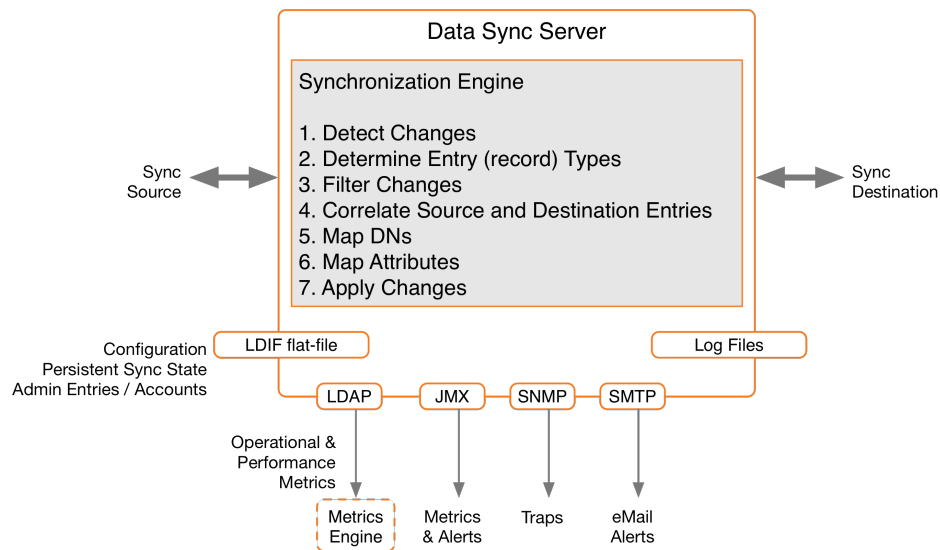 Data Sync Server
Synchronization Engine
1. Detect Changes
2. Determine Entry (record) Types
3. Filter Changes
4. Correlate Source and Destination Entries
5. Map DNs
6. Map Attributes
7. Apply Changes
Sync
Source
Sync
Destination
LDIF flat-file
Log Files
Configuration
Persistent Sync State
Admin Entries / Accounts
LDAP
JMX
SNMP
SMTP
Operational &
Performance
Metrics
Metrics
Engine
Metrics
& Alerts
Traps
eMail
Alerts